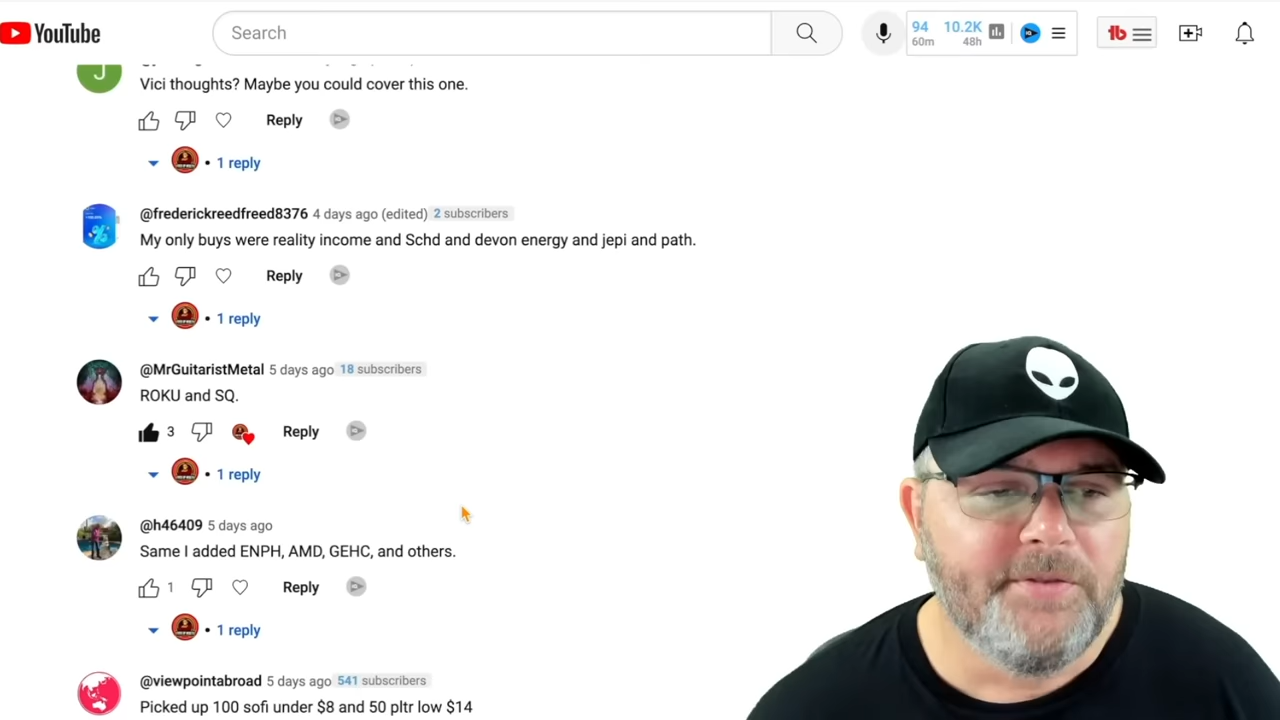 YouTube
Search
94
60m
10.2K
48h
J
Vici thoughts? Maybe you could cover this one.
Reply
• 1 reply
@frederickreedfreed8376 4 days ago (edited) 2 subscribers
My only buys were reality income and Schd and devon energy and jepi and path.
Reply
• 1 reply
@MrGuitaristMetal 5 days ago 18 subscribers
ROKU and SQ.
3 Reply
• 1 reply
@h46409 5 days ago
Same I added ENPH, AMD, GEHC, and others.
1 Reply
• 1 reply
@viewpointabroad 5 days ago 541 subscribers
Picked up 100 sofi under $8 and 50 pltr low $14